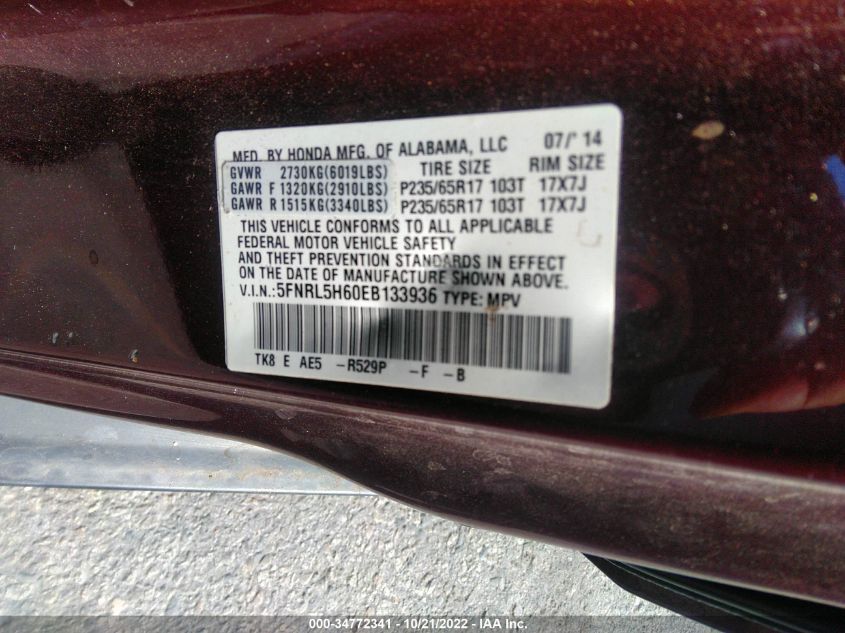 MFD. BY HONDA MFG. OF ALABAMA, LLC 07/'14
GVWR 2730KG(6019LBS) TIRE SIZE RIM SIZE
GAWR F 1320KG(2910LBS) P235/65R17 103T 17X7J
GAWR R 1515KG(3340LBS) P235/65R17 103T 17X7J
THIS VEHICLE CONFORMS TO ALL APPLICABLE
FEDERAL MOTOR VEHICLE SAFETY
AND THEFT PREVENTION STANDARDS IN EFFECT
ON THE DATE OF MANUFACTURE SHOWN ABOVE.
V.I.N.:5FNRL5H60EB133936 TYPE: MPV
TK8 E AE5 -R529P -F -B
000-34772341 - 10/21/2022 - IAA Inc.